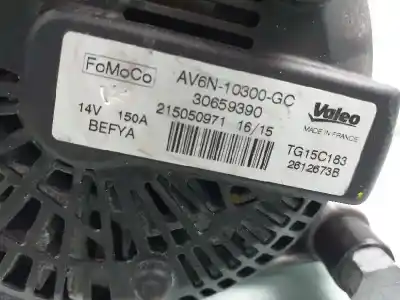 FoMoCo
AV6N-10300-GC
30659390
14V 150A 215050971 16/15
BEFYA
Valeo
MADE IN FRANCE
TG15C183
2612673B